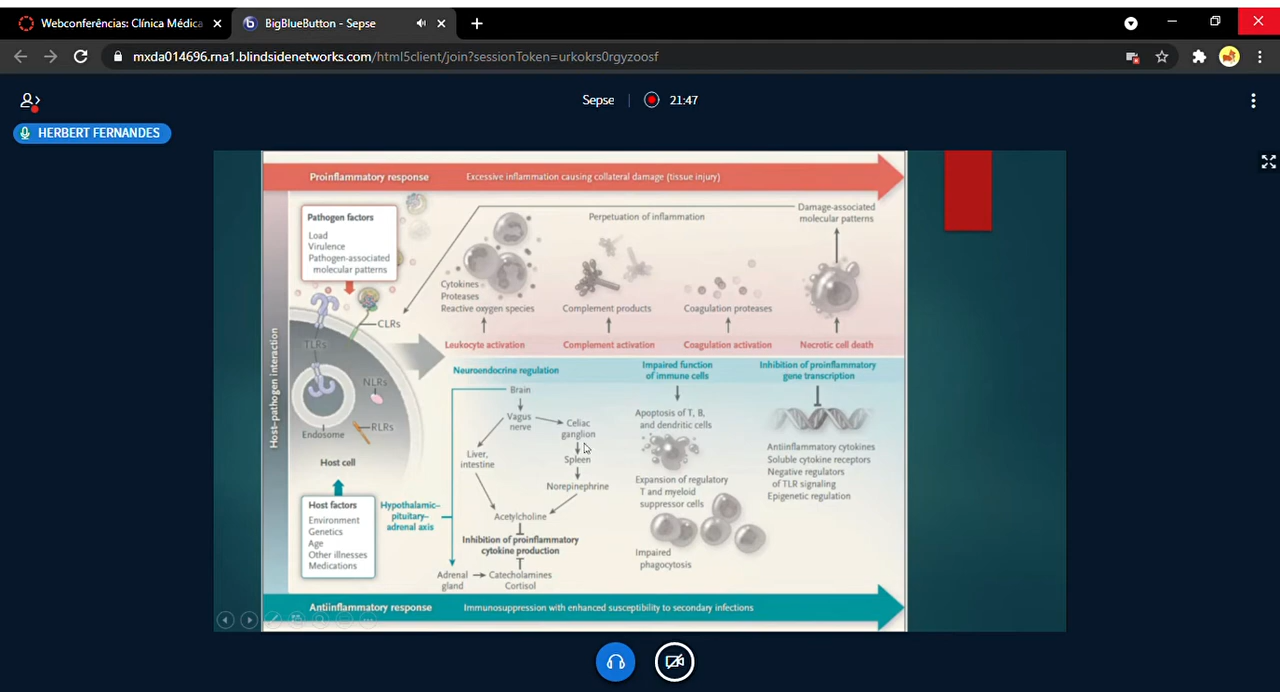 Webconferências: Clínica Médica
BigBlueButton - Sepse
mxda014696.rna1.blindsidenetworks.com/html5client/join?sessionToken=urkokrs0rgyzoosf
Sepse
21:47
HERBERT FERNANDES
Proinflammatory response
Excessive inflammation causing collateral damage (tissue injury)
Host–pathogen interaction
Pathogen factors
Load
Virulence
Pathogen-associated
molecular patterns
Perpetuation of inflammation
Damage-associated
molecular patterns
Cytokines
Proteases
Reactive oxygen species
Complement products
Coagulation proteases
Leukocyte activation
Complement activation
Coagulation activation
Necrotic cell death
CLRs
TLRs
NLRs
RLRs
Endosome
Host cell
Host factors
Environment
Genetics
Age
Other illnesses
Medications
Neuroendocrine regulation
Brain
Vagus
nerve
Celiac
ganglion
Liver,
intestine
Spleen
Norepinephrine
Hypothalamic–
pituitary–
adrenal axis
Acetylcholine
Inhibition of proinflammatory
cytokine production
Adrenal
gland
Catecholamines
Cortisol
Impaired function
of immune cells
Apoptosis of T, B,
and dendritic cells
Expansion of regulatory
T and myeloid
suppressor cells
Impaired
phagocytosis
Inhibition of proinflammatory
gene transcription
Antiinflammatory cytokines
Soluble cytokine receptors
Negative regulators
of TLR signaling
Epigenetic regulation
Antiinflammatory response
Immunosuppression with enhanced susceptibility to secondary infections